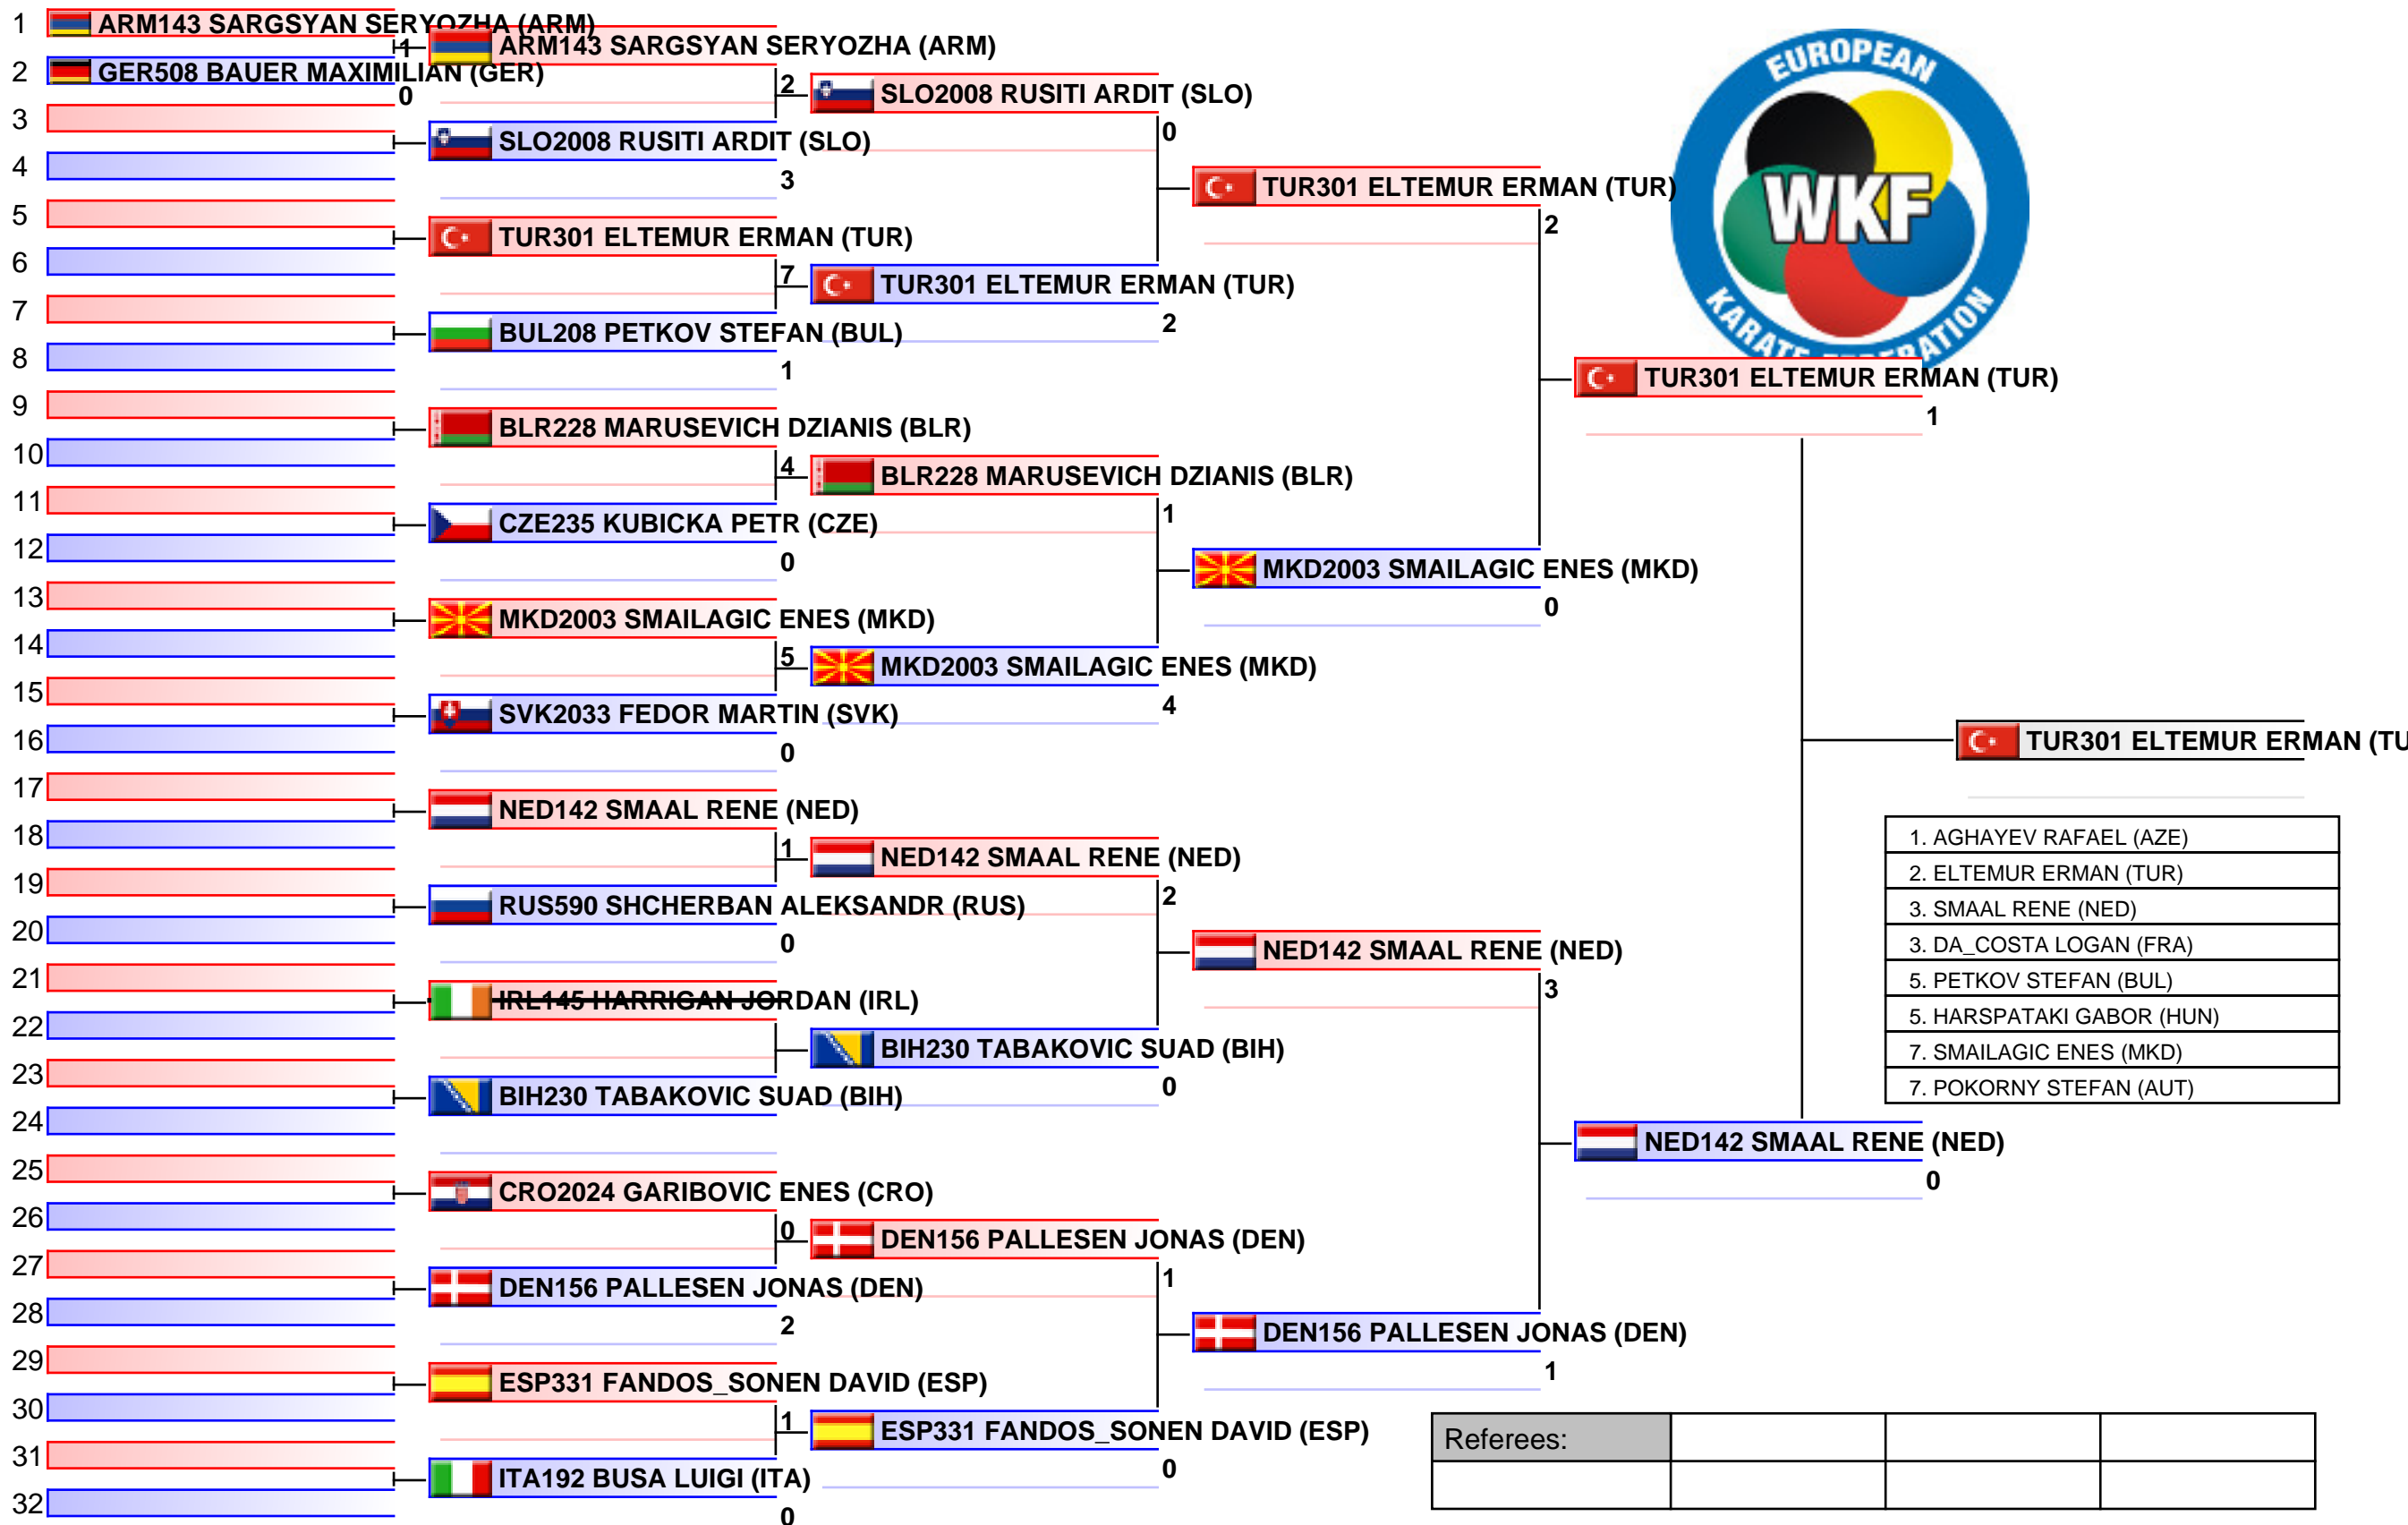 1 ARM143 SARGSYAN SERYOZHA (ARM)
1
2 GER508 BAUER MAXIMILIAN (GER)
0
3
4
5
6
7
8
9
10
11
12
13
14
15
16
17
18
19
20
21
22
23
24
25
26
27
28
29
30
31
32
ARM143 SARGSYAN SERYOZHA (ARM)
2
SLO2008 RUSITI ARDIT (SLO)
3
TUR301 ELTEMUR ERMAN (TUR)
7
BUL208 PETKOV STEFAN (BUL)
1
BLR228 MARUSEVICH DZIANIS (BLR)
4
CZE235 KUBICKA PETR (CZE)
0
MKD2003 SMAILAGIC ENES (MKD)
5
SVK2033 FEDOR MARTIN (SVK)
0
NED142 SMAAL RENE (NED)
1
RUS590 SHCHERBAN ALEKSANDR (RUS)
0
IRL145 HARRIGAN JORDAN (IRL)
BIH230 TABAKOVIC SUAD (BIH)
CRO2024 GARIBOVIC ENES (CRO)
0
DEN156 PALLESEN JONAS (DEN)
2
ESP331 FANDOS_SONEN DAVID (ESP)
1
ITA192 BUSA LUIGI (ITA)
0
SLO2008 RUSITI ARDIT (SLO)
0
TUR301 ELTEMUR ERMAN (TUR)
2
BLR228 MARUSEVICH DZIANIS (BLR)
1
MKD2003 SMAILAGIC ENES (MKD)
4
NED142 SMAAL RENE (NED)
2
BIH230 TABAKOVIC SUAD (BIH)
0
DEN156 PALLESEN JONAS (DEN)
1
ESP331 FANDOS_SONEN DAVID (ESP)
0
TUR301 ELTEMUR ERMAN (TUR)
2
MKD2003 SMAILAGIC ENES (MKD)
0
NED142 SMAAL RENE (NED)
3
DEN156 PALLESEN JONAS (DEN)
1
EUROPEAN
WKF
KARATE FEDERATION
TUR301 ELTEMUR ERMAN (TUR)
1
NED142 SMAAL RENE (NED)
0
TUR301 ELTEMUR ERMAN (TU
1. AGHAYEV RAFAEL (AZE)
2. ELTEMUR ERMAN (TUR)
3. SMAAL RENE (NED)
3. DA_COSTA LOGAN (FRA)
5. PETKOV STEFAN (BUL)
5. HARSPATAKI GABOR (HUN)
7. SMAILAGIC ENES (MKD)
7. POKORNY STEFAN (AUT)
Referees: